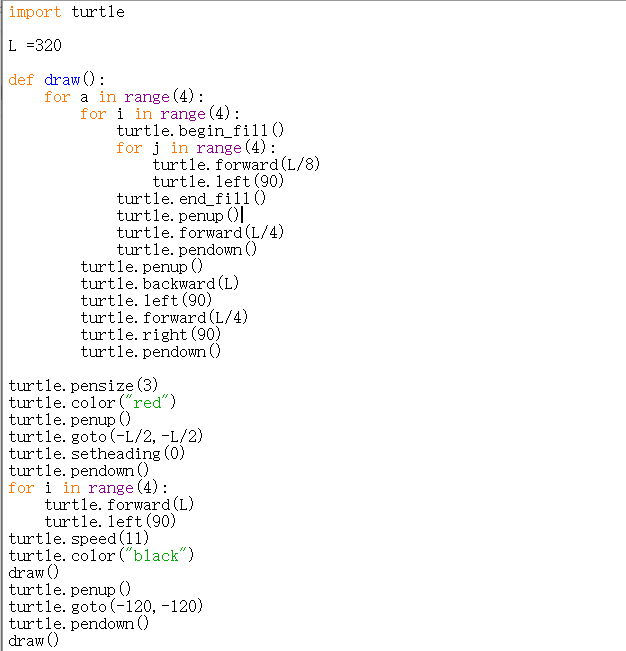 import turtle

L =320

def draw():
    for a in range(4):
        for i in range(4):
            turtle.begin_fill()
            for j in range(4):
                turtle.forward(L/8)
                turtle.left(90)
            turtle.end_fill()
            turtle.penup()
            turtle.forward(L/4)
            turtle.pendown()
        turtle.penup()
        turtle.backward(L)
        turtle.left(90)
        turtle.forward(L/4)
        turtle.right(90)
        turtle.pendown()

turtle.pensize(3)
turtle.color("red")
turtle.penup()
turtle.goto(-L/2,-L/2)
turtle.setheading(0)
turtle.pendown()
for i in range(4):
    turtle.forward(L)
    turtle.left(90)
turtle.speed(11)
turtle.color("black")
draw()
turtle.penup()
turtle.goto(-120,-120)
turtle.pendown()
draw()